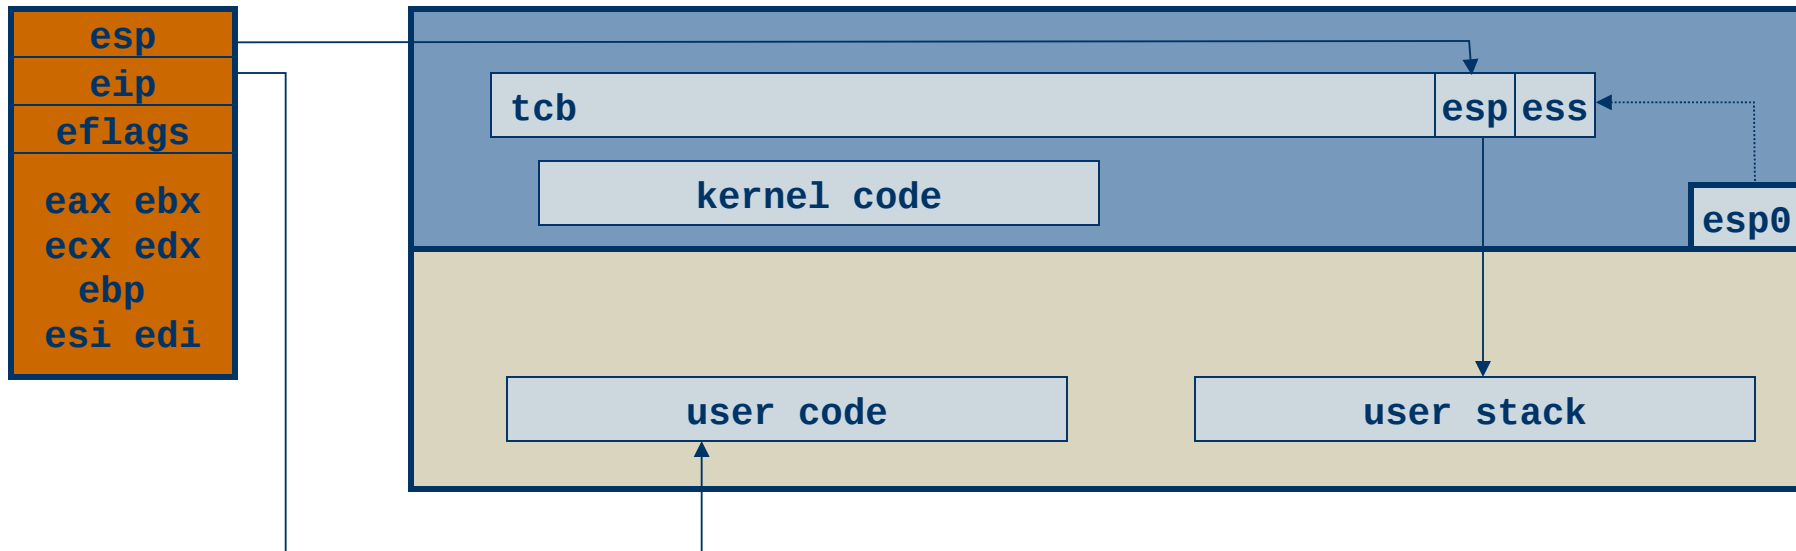 esp
eip
eflags
eax ebx
ecx edx
ebp
esi edi
tcb
esp
ess
kernel code
esp0
user code
user stack